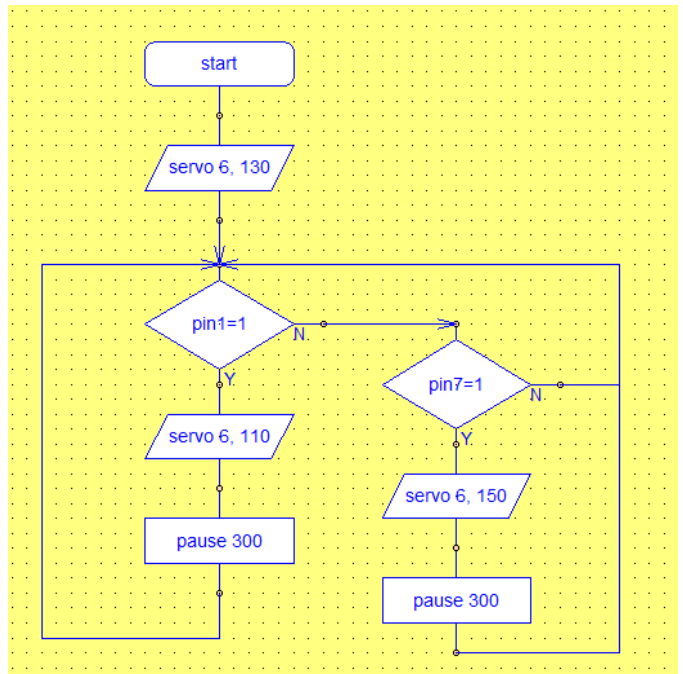 start
servo 6, 130
pin1=1
N
Y
servo 6, 110
pause 300
pin7=1
N
Y
servo 6, 150
pause 300